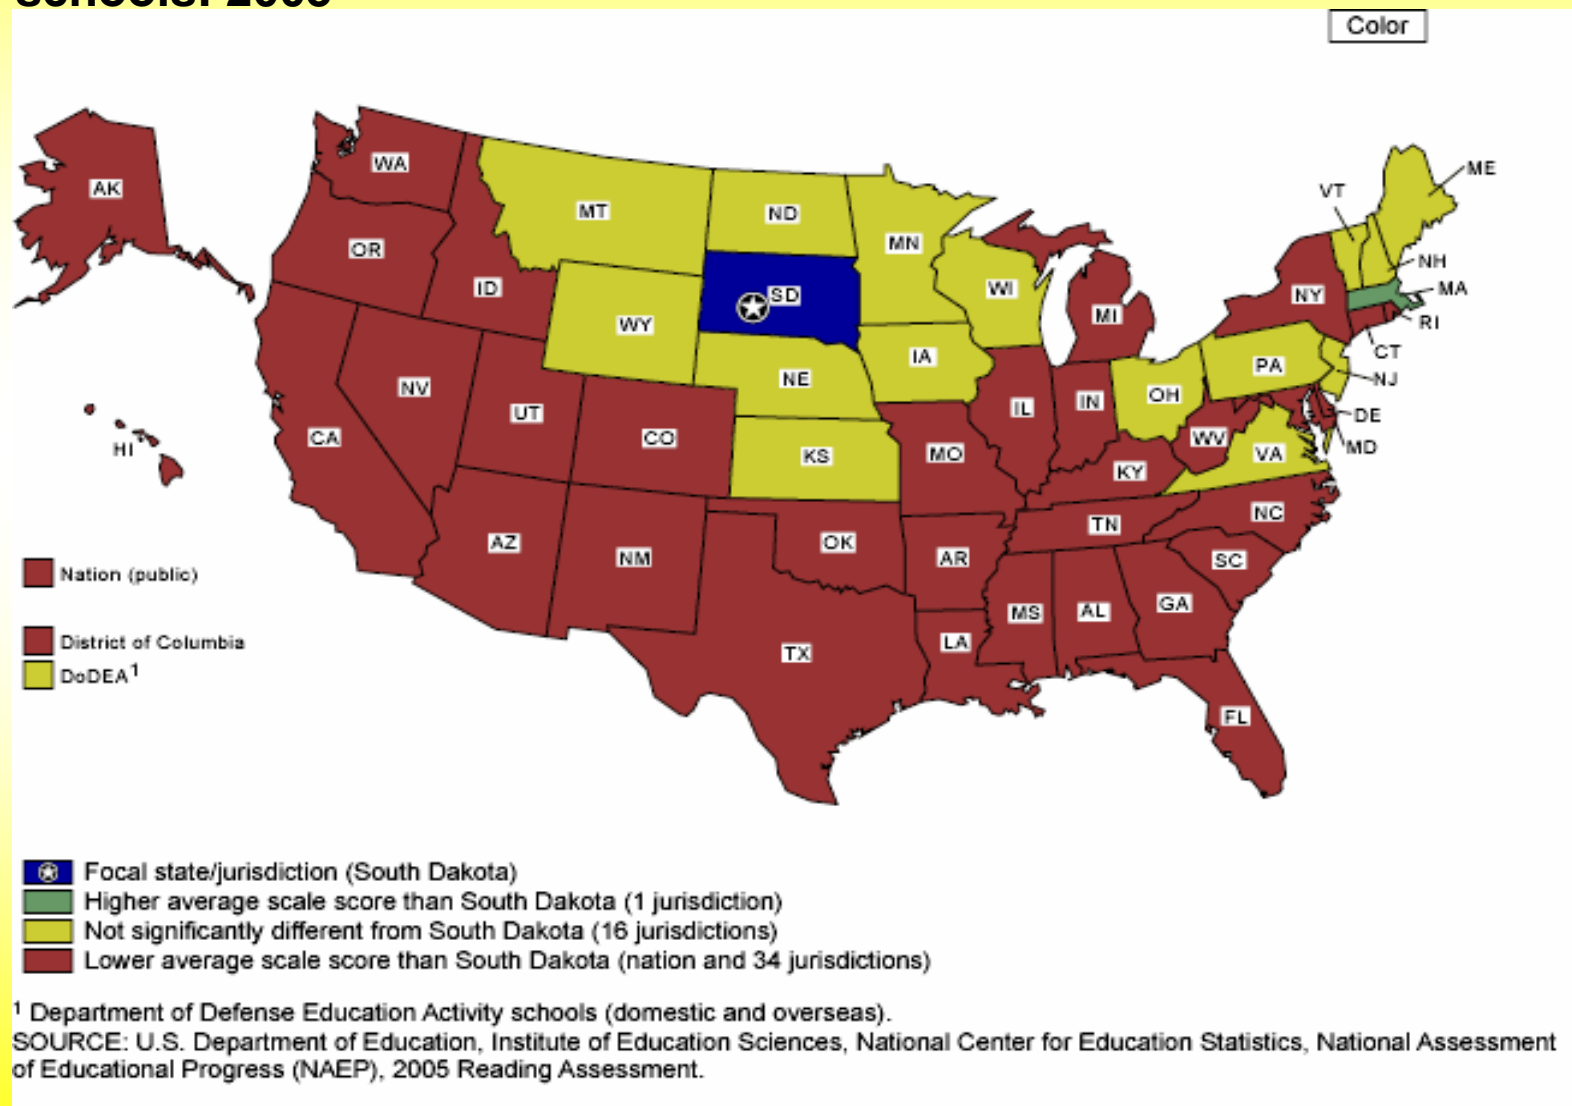 schools: 2005
Color
AK
WA
MT
ND
MN
ME
VT
OR
ID
SD
WI
NH
MA
NY
WY
MI
RI
CT
IA
PA
NJ
NE
NV
UT
OH
IL
IN
DE
CO
CA
HI
WV
MD
KS
MO
VA
KY
NC
TN
AZ
NM
OK
AR
SC
Nation (public)
MS
AL
GA
District of Columbia
LA
TX
DoDEA1
FL
Focal state/jurisdiction (South Dakota)
Higher average scale score than South Dakota (1 jurisdiction)
Not significantly different from South Dakota (16 jurisdictions)
Lower average scale score than South Dakota (nation and 34 jurisdictions)
1 Department of Defense Education Activity schools (domestic and overseas).
SOURCE: U.S. Department of Education, Institute of Education Sciences, National Center for Education Statistics, National Assessment
of Educational Progress (NAEP), 2005 Reading Assessment.